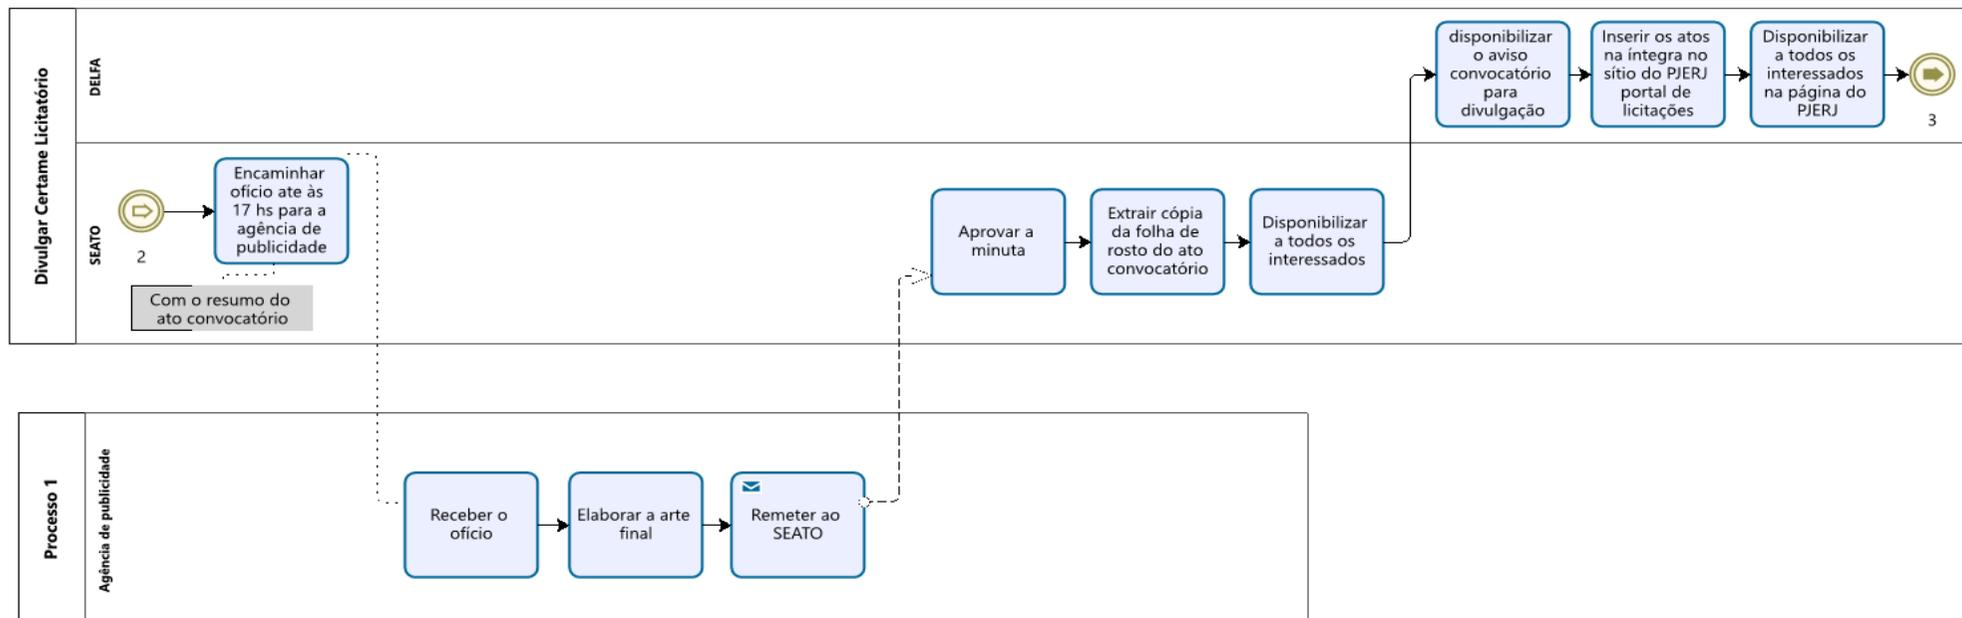 Divulgar Certame Licitatório
DELFA
disponibilizar
o aviso
convocatório
para
divulgação
Inserir os atos
na íntegra no
sítio do PJERJ
portal de
licitações
Disponibilizar
a todos os
interessados
na página do
PJERJ
3
SEATO
2
Encaminhar
ofício ate às
17 hs para a
agência de
publicidade
Com o resumo do
ato convocatório
Aprovar a
minuta
Extrair cópia
da folha de
rosto do ato
convocatório
Disponibilizar
a todos os
interessados
Processo 1
Agência de publicidade
Receber o
ofício
Elaborar a arte
final
Remeter ao
SEATO